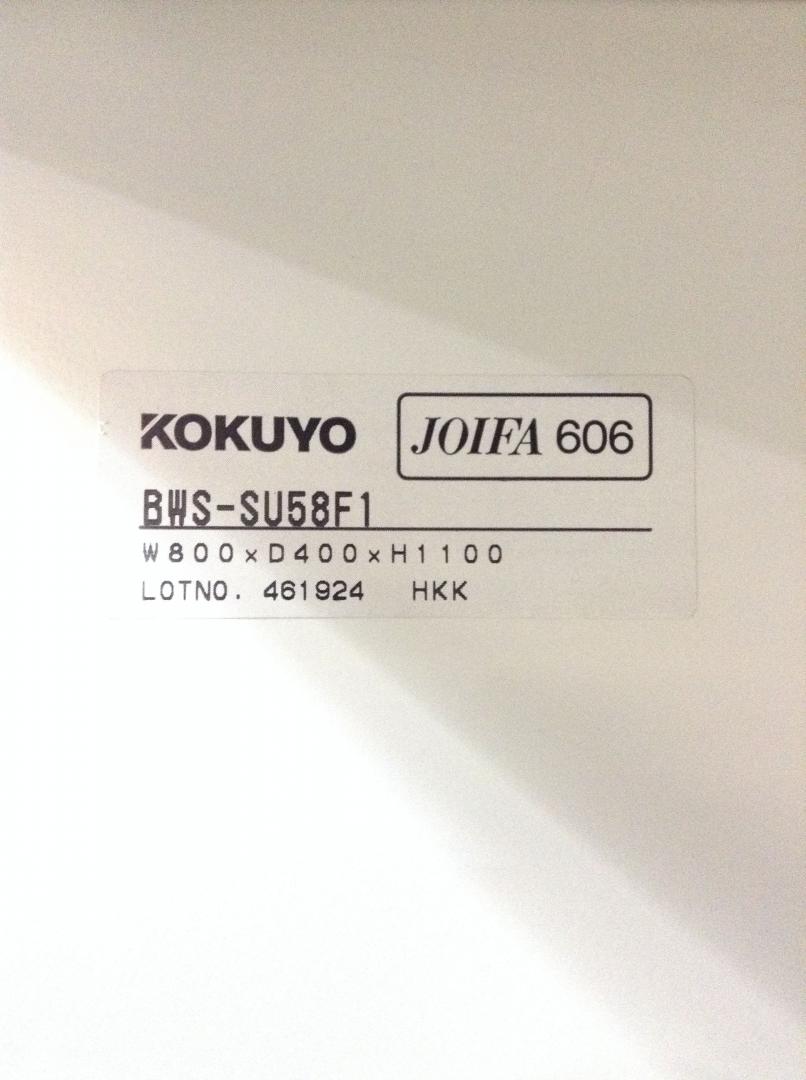 KOKUYO JOIFA 606
BWS-SU58F1
W800×D400×H1100
LOTNO. 461924 HKK